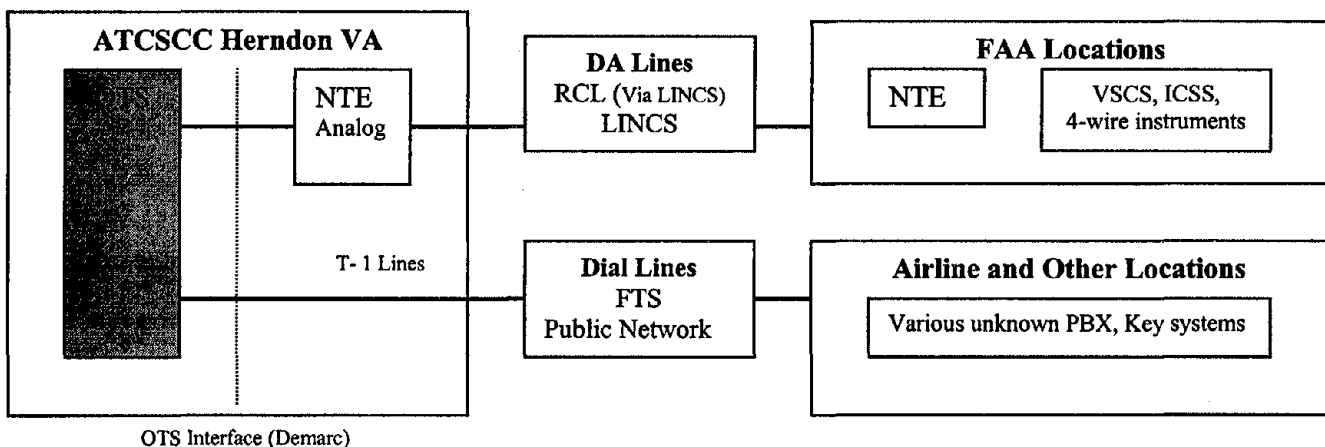 ATCSCC Herndon VA
OTS
NTE
Analog
T- 1 Lines
OTS Interface (Demarc)
DA Lines
RCL (Via LINCS)
LINCS
Dial Lines
FTS
Public Network
FAA Locations
NTE
VSCS, ICSS,
4-wire instruments
Airline and Other Locations
Various unknown PBX, Key systems